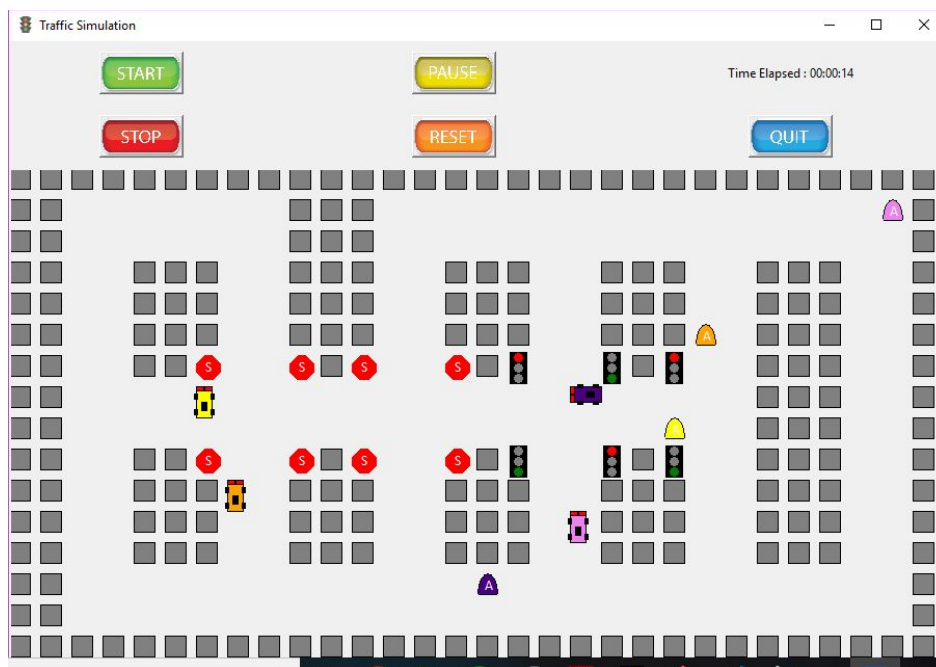 Traffic Simulation
START
PAUSE
Time Elapsed : 00:00:14
STOP
RESET
QUIT
A
A
S
S
S
S
A
S
S
S
S
A